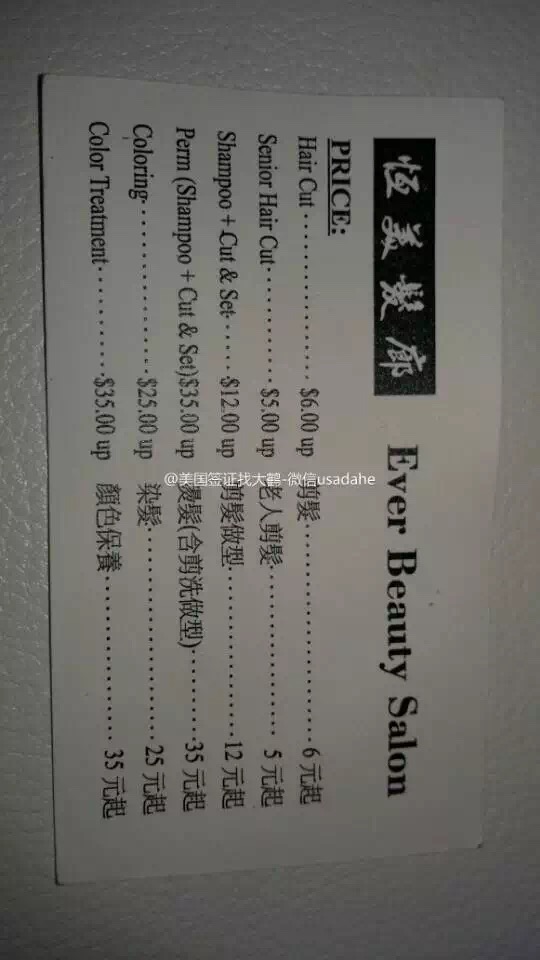 恆美髮廊 Ever Beauty Salon
PRICE:
Hair Cut ················ $6.00 up 剪髮······················ 6 元起
Senior Hair Cut··········· $5.00 up 老人剪髮·················· 5 元起
Shampoo + Cut & Set····· $12.00 up 剪髮做型·················12 元起
Perm (Shampoo + Cut & Set)$35.00 up 燙髮(含剪洗做型)········35 元起
Coloring·················$25.00 up 染髮·····················25 元起
Color Treatment···········$35.00 up 顏色保養················ 35 元起
@美国签证找大鹤-微信usadahe